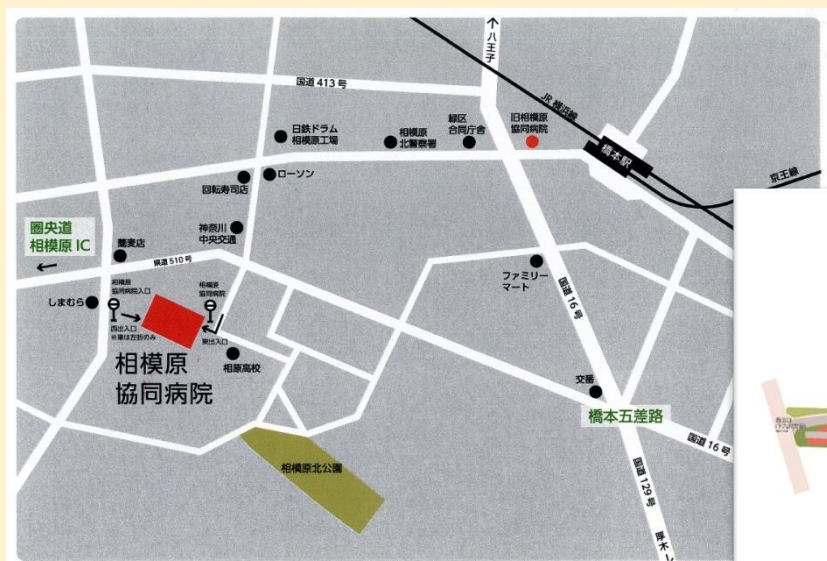 八王子
国道413号
JR横浜線
日鉄ドラム
相模原工場
相模原
北警察署
緑区
合同庁舎
旧相模原
協同病院
橋本駅
京王線
回転寿司店
ローソン
圏央道
相模原IC
蕎麦店
神奈川
中央交通
県道510号
ファミリー
マート
国道16号
しまむら
相模原
協同病院入口
相模原
協同病院
西出入口
※車は左折のみ
東出入口
相模原
協同病院
相原高校
交番
橋本五差路
国道16号
相模原北公園
国道129号
厚木